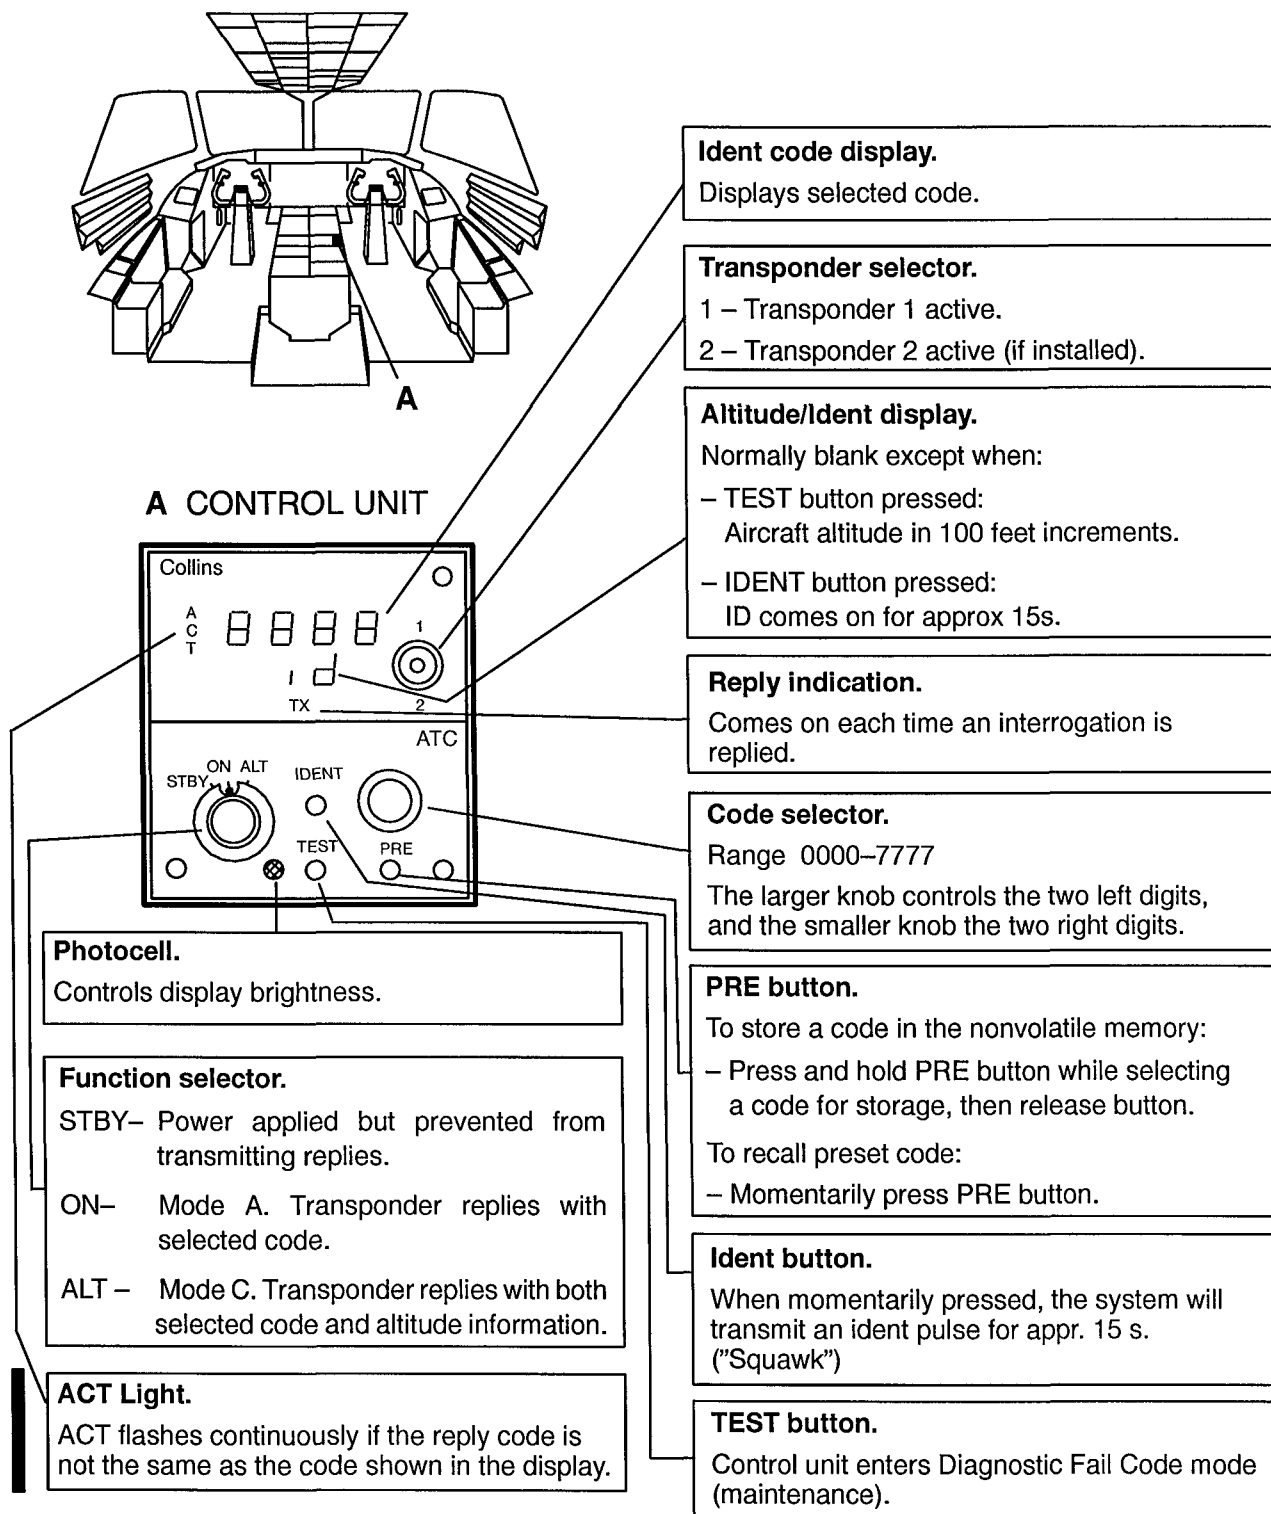 A
A CONTROL UNIT
Collins
A
C
T
8 8 8 8
1
I d
TX
2
ATC
STBY ON ALT
IDENT
TEST
PRE
Ident code display.
Displays selected code.
Transponder selector.
1 – Transponder 1 active.
2 – Transponder 2 active (if installed).
Altitude/Ident display.
Normally blank except when:
– TEST button pressed:
Aircraft altitude in 100 feet increments.
– IDENT button pressed:
ID comes on for approx 15s.
Reply indication.
Comes on each time an interrogation is
replied.
Code selector.
Range 0000–7777
The larger knob controls the two left digits,
and the smaller knob the two right digits.
PRE button.
To store a code in the nonvolatile memory:
– Press and hold PRE button while selecting
a code for storage, then release button.
To recall preset code:
– Momentarily press PRE button.
Ident button.
When momentarily pressed, the system will
transmit an ident pulse for appr. 15 s.
("Squawk")
TEST button.
Control unit enters Diagnostic Fail Code mode
(maintenance).
Photocell.
Controls display brightness.
Function selector.
STBY– Power applied but prevented from
transmitting replies.
ON– Mode A. Transponder replies with
selected code.
ALT – Mode C. Transponder replies with both
selected code and altitude information.
ACT Light.
ACT flashes continuously if the reply code is
not the same as the code shown in the display.